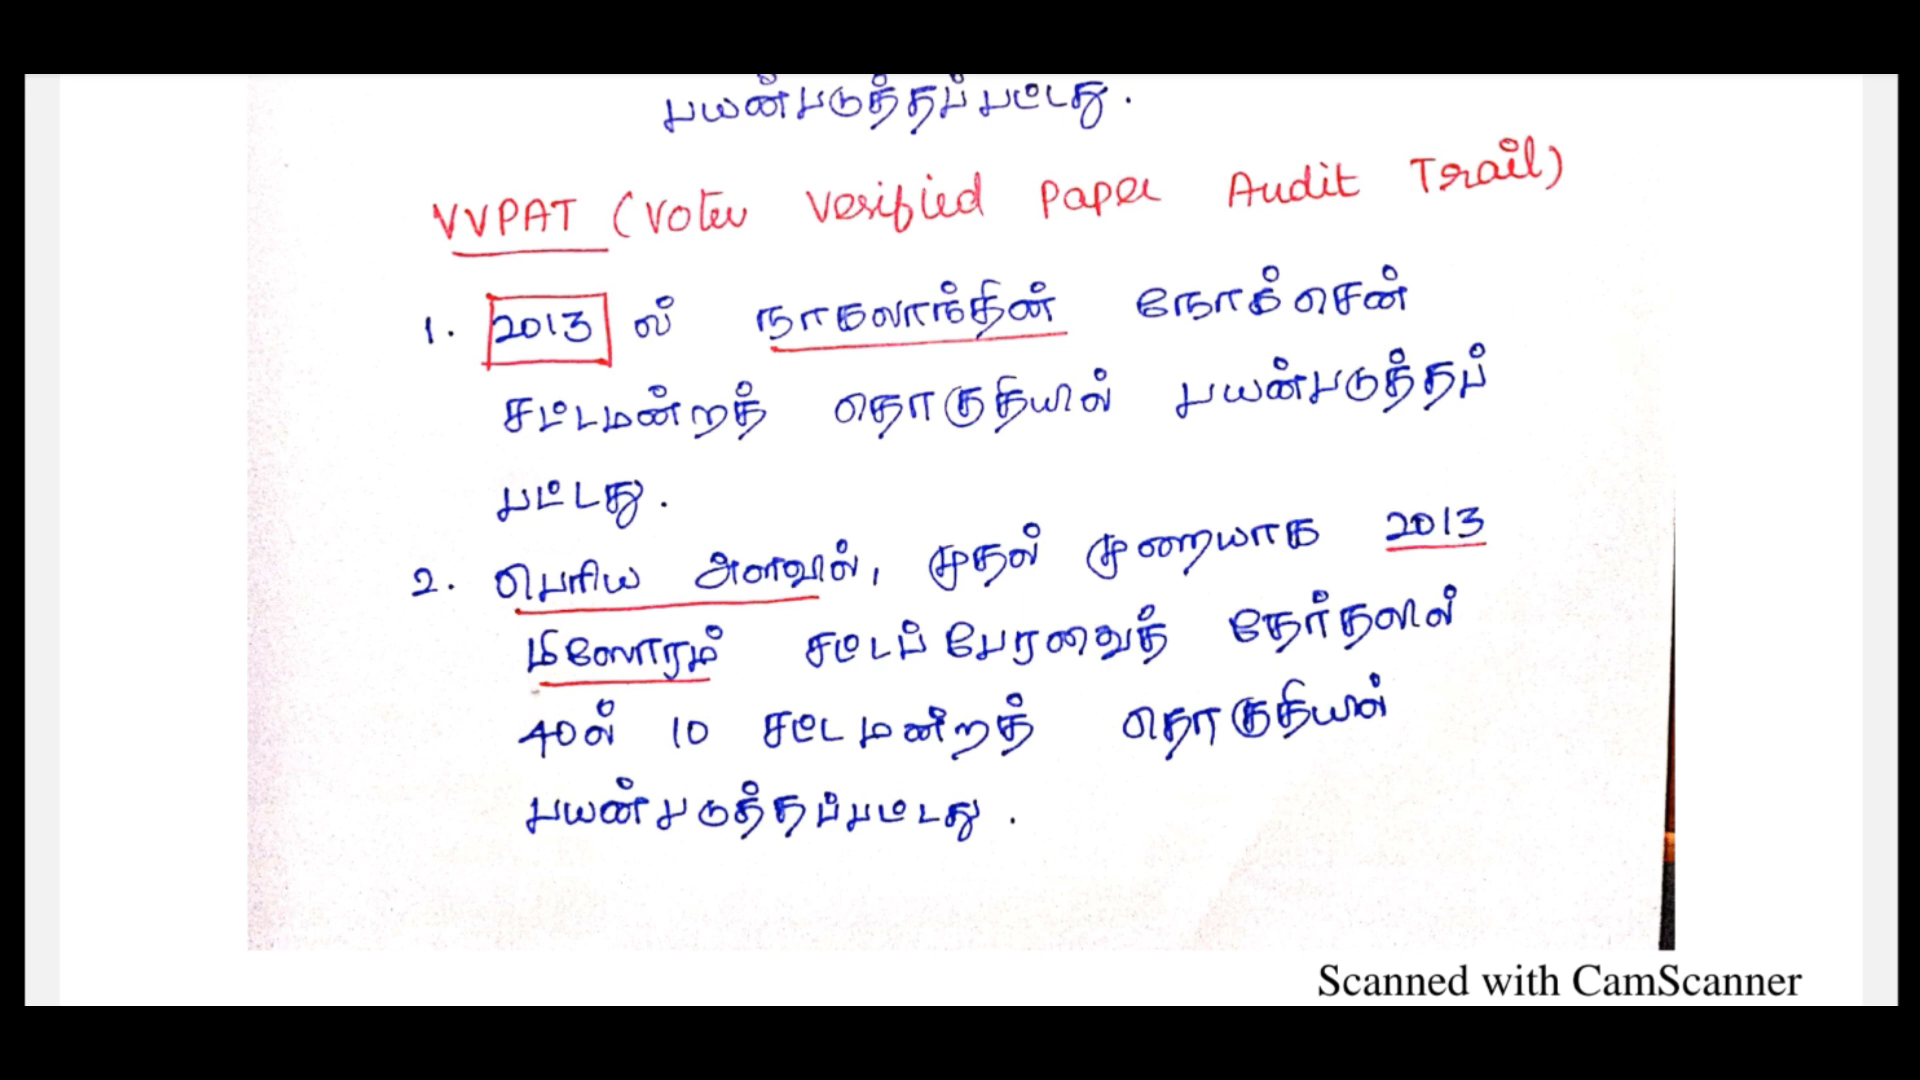 பயன்படுத்தப்பட்டது.
VVPAT (Voter Verified Paper Audit Trail)
1. 2013 ல் நாகலாந்தின் நோக்சென்
சட்டமன்றத் தொகுதியில் பயன்படுத்தப்
பட்டது.
2. பெரிய அளவில், முதல் முறையாக 2013
மிஸோரம் சட்டப்பேரவைத் தேர்தலில்
40ல் 10 சட்டமன்றத் தொகுதியில்
பயன்படுத்தப்பட்டது.
Scanned with CamScanner